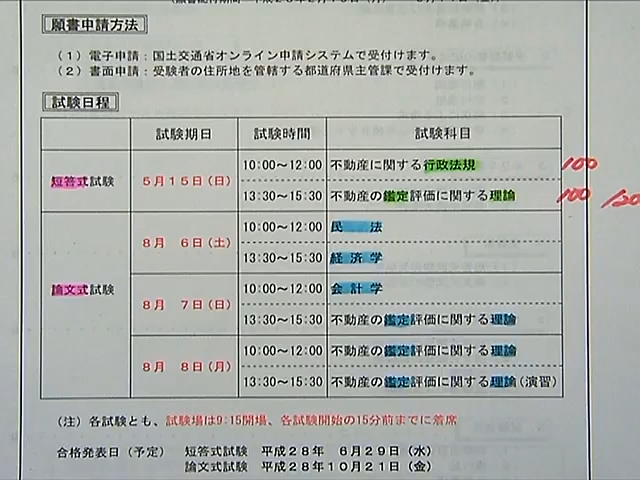 願書申請方法
(1)電子申請:国土交通省オンライン申請システムで受付けます。
(2)書面申請:受験者の住所地を管轄する都道府県主管課で受付けます。
試験日程
試験期日 試験時間 試験科目
短答式試験 5月15日(日) 10:00~12:00 不動産に関する行政法規 100
13:30~15:30 不動産の鑑定評価に関する理論 100 /20
論文式試験 8月 6日(土) 10:00~12:00 民 法
13:30~15:30 経 済 学
8月 7日(日) 10:00~12:00 会 計 学
13:30~15:30 不動産の鑑定評価に関する理論
8月 8日(月) 10:00~12:00 不動産の鑑定評価に関する理論
13:30~15:30 不動産の鑑定評価に関する理論(演習)
(注)各試験とも、試験場は9:15開場、各試験開始の15分前までに着席
合格発表日(予定) 短答式試験 平成28年 6月29日(水)
論文式試験 平成28年10月21日(金)